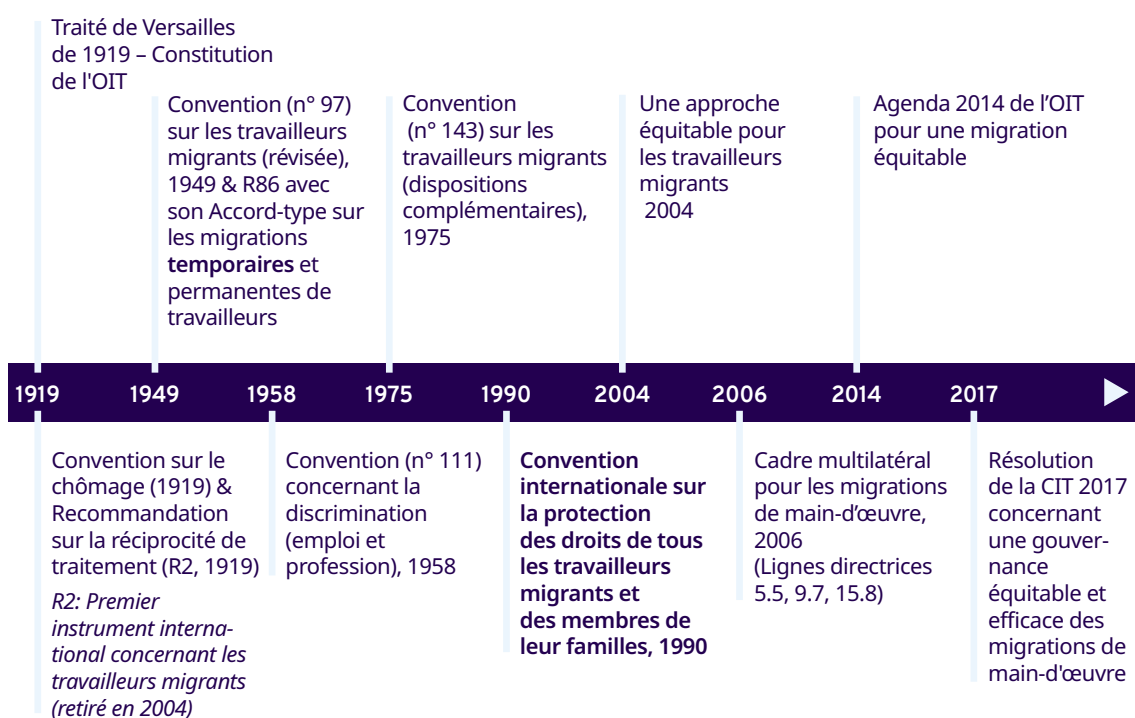 Traité de Versailles
de 1919 – Constitution
de l'OIT
Convention (n° 97)
sur les travailleurs
migrants (révisée),
1949 & R86 avec
son Accord-type sur
les migrations
temporaires et
permanentes de
travailleurs
Convention
(n° 143) sur les
travailleurs migrants
(dispositions
complémentaires),
1975
Une approche
équitable pour
les travailleurs
migrants
2004
Agenda 2014 de l’OIT
pour une migration
équitable
1919 1949 1958 1975 1990 2004 2006 2014 2017
Convention sur le
chômage (1919) &
Recommandation
sur la réciprocité de
traitement (R2, 1919)
R2: Premier
instrument interna-
tional concernant les
travailleurs migrants
(retiré en 2004)
Convention (n° 111)
concernant la
discrimination
(emploi et
profession), 1958
Convention
internationale sur
la protection
des droits de tous
les travailleurs
migrants et
des membres de
leur familles, 1990
Cadre multilatéral
pour les migrations
de main-d’œuvre,
2006
(Lignes directrices
5.5, 9.7, 15.8)
Résolution
de la CIT 2017
concernant
une gouver-
nance
équitable et
efficace des
migrations de
main-d'œuvre